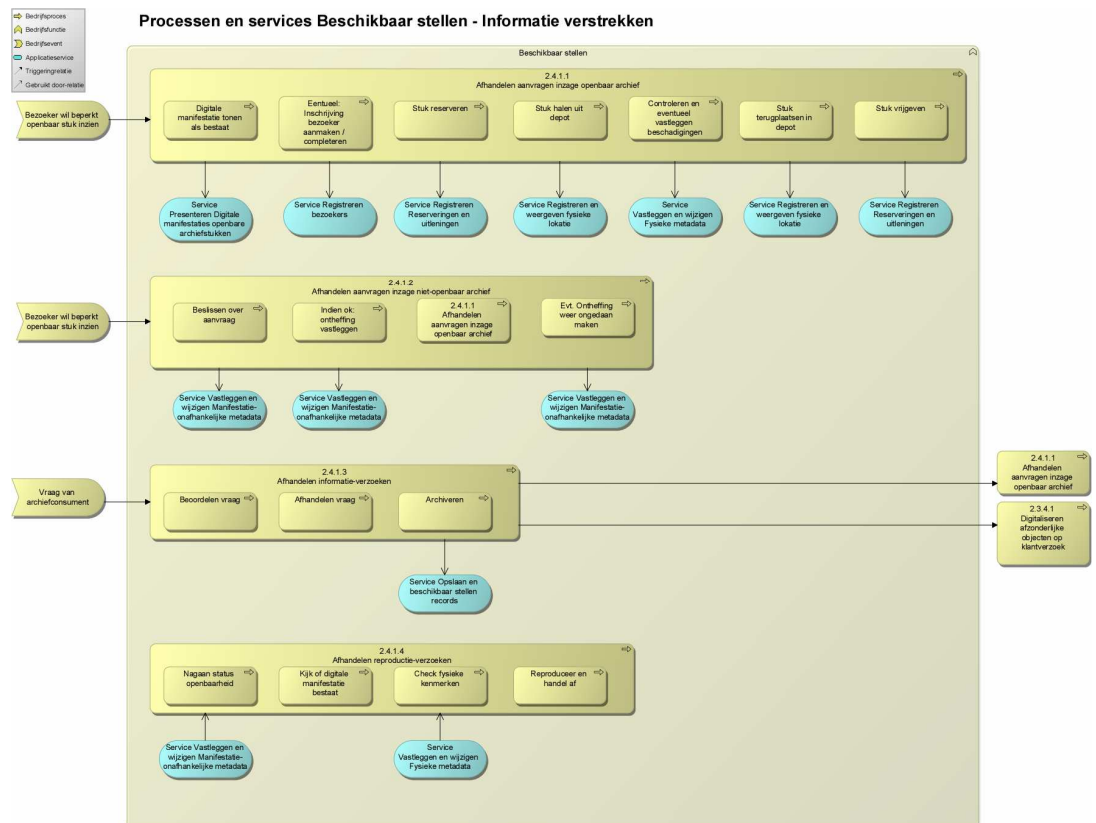 Bedrijfsproces
Bedrijfsfunctie
Bedrijfsevent
Applicatieservice
Triggeringrelatie
Gebruikt door-relatie
Processen en services Beschikbaar stellen - Informatie verstrekken
Beschikbaar stellen
Bezoeker wil beperkt
openbaar stuk inzien
2.4.1.1
Afhandelen aanvragen inzage openbaar archief
Digitale
manifestatie tonen
als bestaat
Eentueel:
Inschrijving
bezoeker
aanmaken /
completeren
Stuk reserveren
Stuk halen uit
depot
Controleren en
eventueel
vastleggen
beschadigingen
Stuk
terugplaatsen in
depot
Stuk vrijgeven
Service
Presenteren Digitale
manifestaties openbare
archiefstukken
Service Registreren
bezoekers
Service Registreren
Reserveringen en
uitleningen
Service Registreren en
weergeven fysieke
lokatie
Service
Vastleggen en wijzigen
Fysieke metadata
Service Registreren en
weergeven fysieke
lokatie
Service Registreren
Reserveringen en
uitleningen
Bezoeker wil beperkt
openbaar stuk inzien
2.4.1.2
Afhandelen aanvragen inzage niet-openbaar archief
Beslissen over
aanvraag
Indien ok:
ontheffing
vastleggen
2.4.1.1
Afhandelen
aanvragen inzage
openbaar archief
Evt. Ontheffing
weer ongedaan
maken
Service Vastleggen en
wijzigen Manifestatie-
onafhankelijke metadata
Service Vastleggen en
wijzigen Manifestatie-
onafhankelijke metadata
Service Vastleggen en
wijzigen Manifestatie-
onafhankelijke metadata
Vraag van
archiefconsument
2.4.1.3
Afhandelen informatie-verzoeken
Beoordelen vraag
Afhandelen vraag
Archiveren
2.4.1.1
Afhandelen
aanvragen inzage
openbaar archief
2.3.4.1
Digitaliseren
afzonderlijke
objecten op
klantverzoek
Service Opslaan en
beschikbaar stellen
records
2.4.1.4
Afhandelen reproductie-verzoeken
Nagaan status
openbaarheid
Kijk of digitale
manifestatie
bestaat
Check fysieke
kenmerken
Reproduceer en
handel af
Service Vastleggen en
wijzigen Manifestatie-
onafhankelijke metadata
Service
Vastleggen en wijzigen
Fysieke metadata